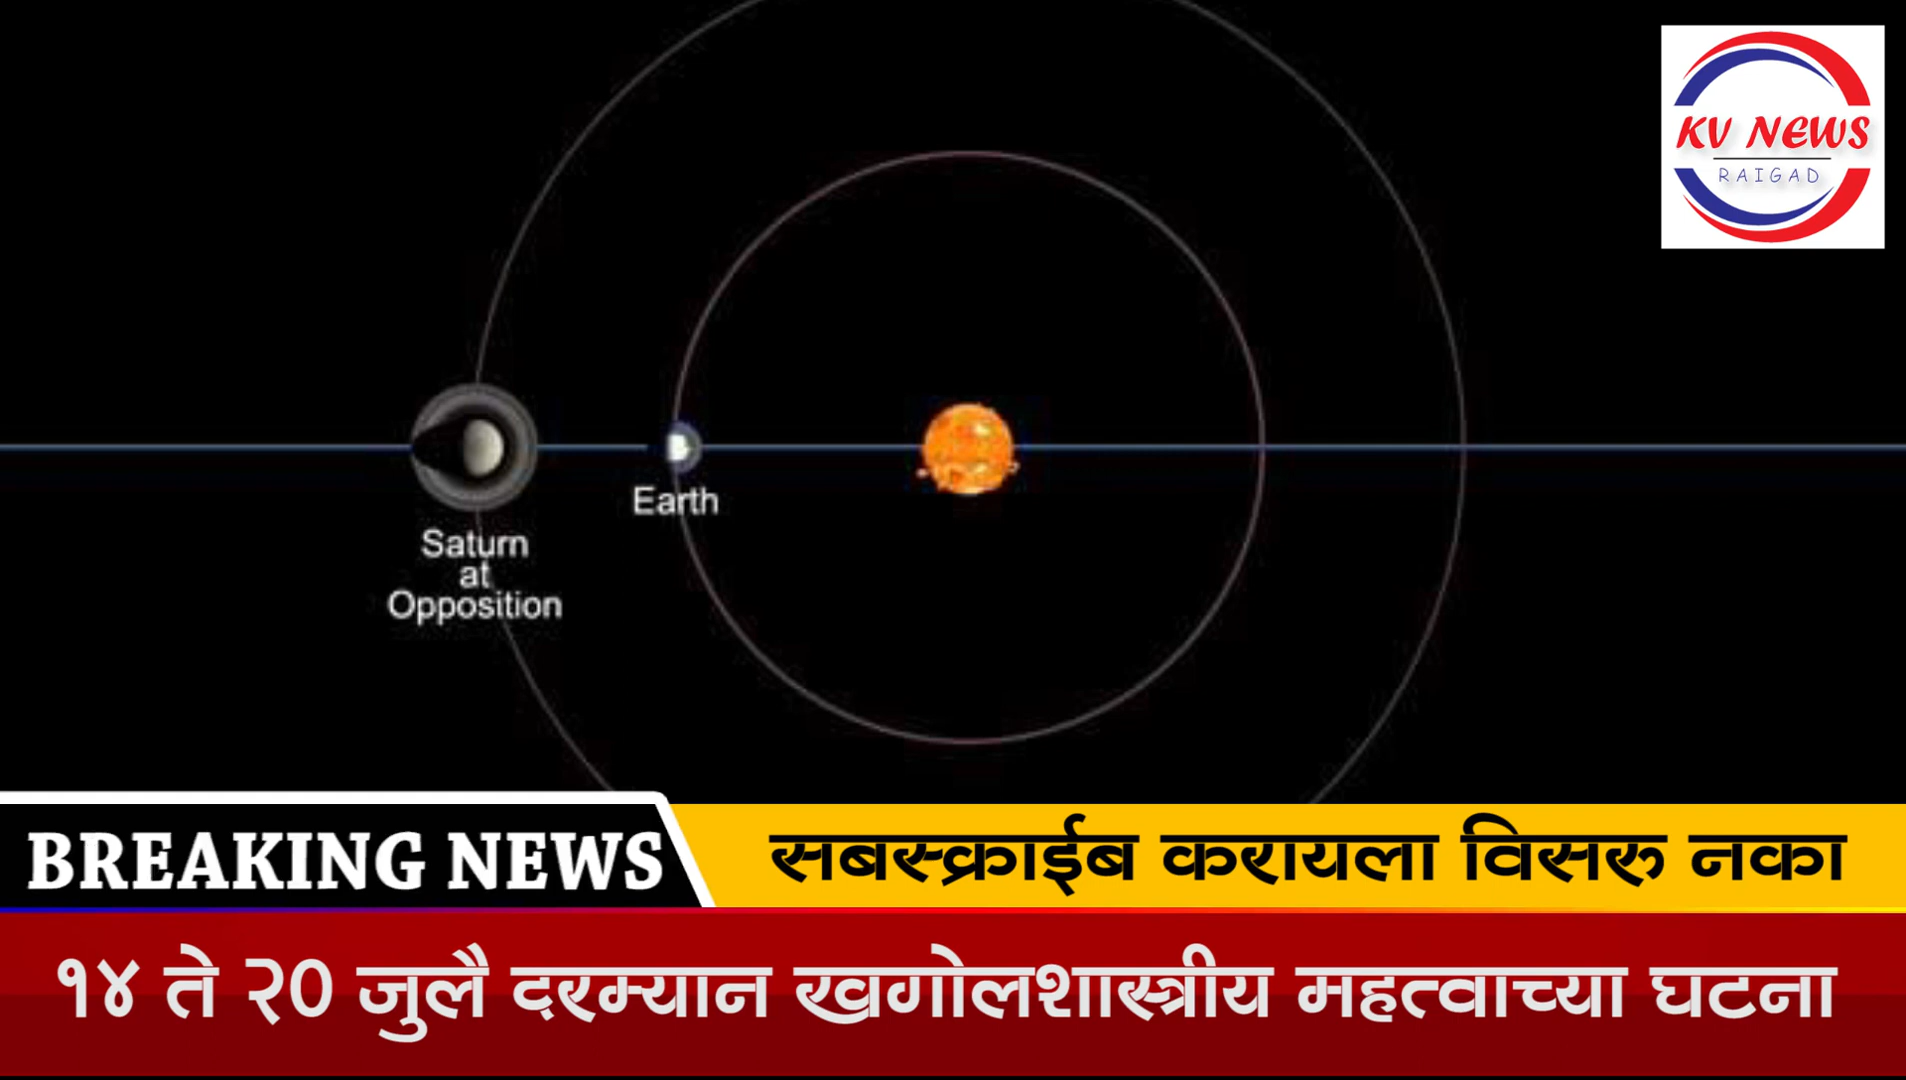 KV NEWS
RAIGAD
Earth
Saturn
at
Opposition
BREAKING NEWS
सबस्क्राईब करायला विसरु नका
१४ ते २० जुलै दरम्यान खगोलशास्त्रीय महत्वाच्या घटना